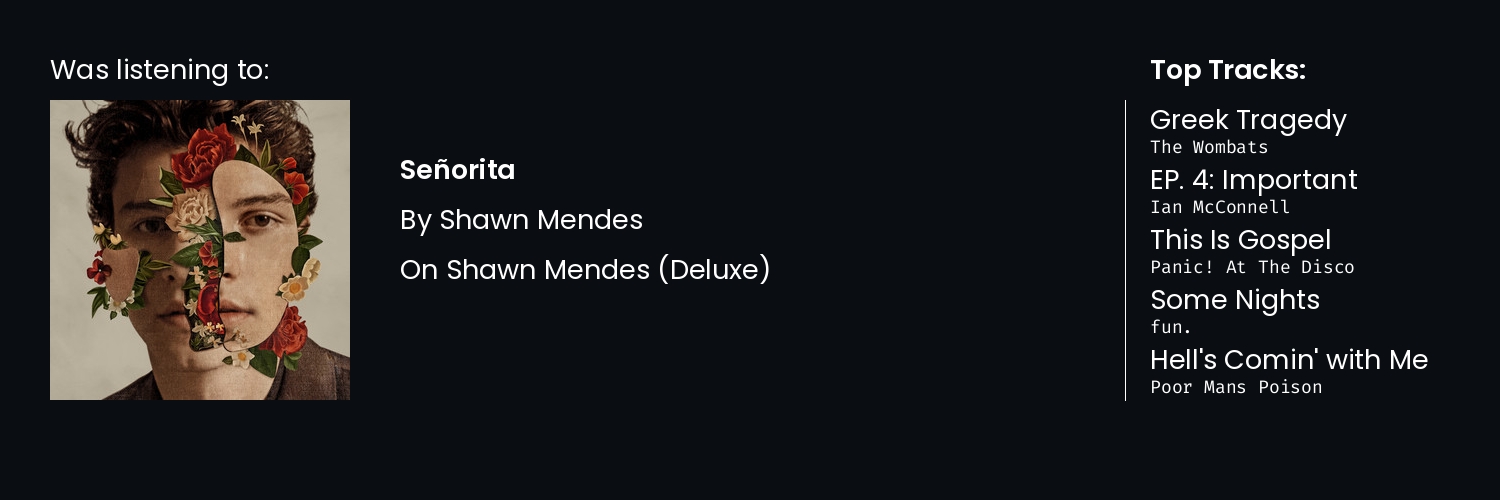 Was listening to:
Señorita
By Shawn Mendes
On Shawn Mendes (Deluxe)
Top Tracks:
Greek Tragedy
The Wombats
EP. 4: Important
Ian McConnell
This Is Gospel
Panic! At The Disco
Some Nights
fun.
Hell's Comin' with Me
Poor Mans Poison